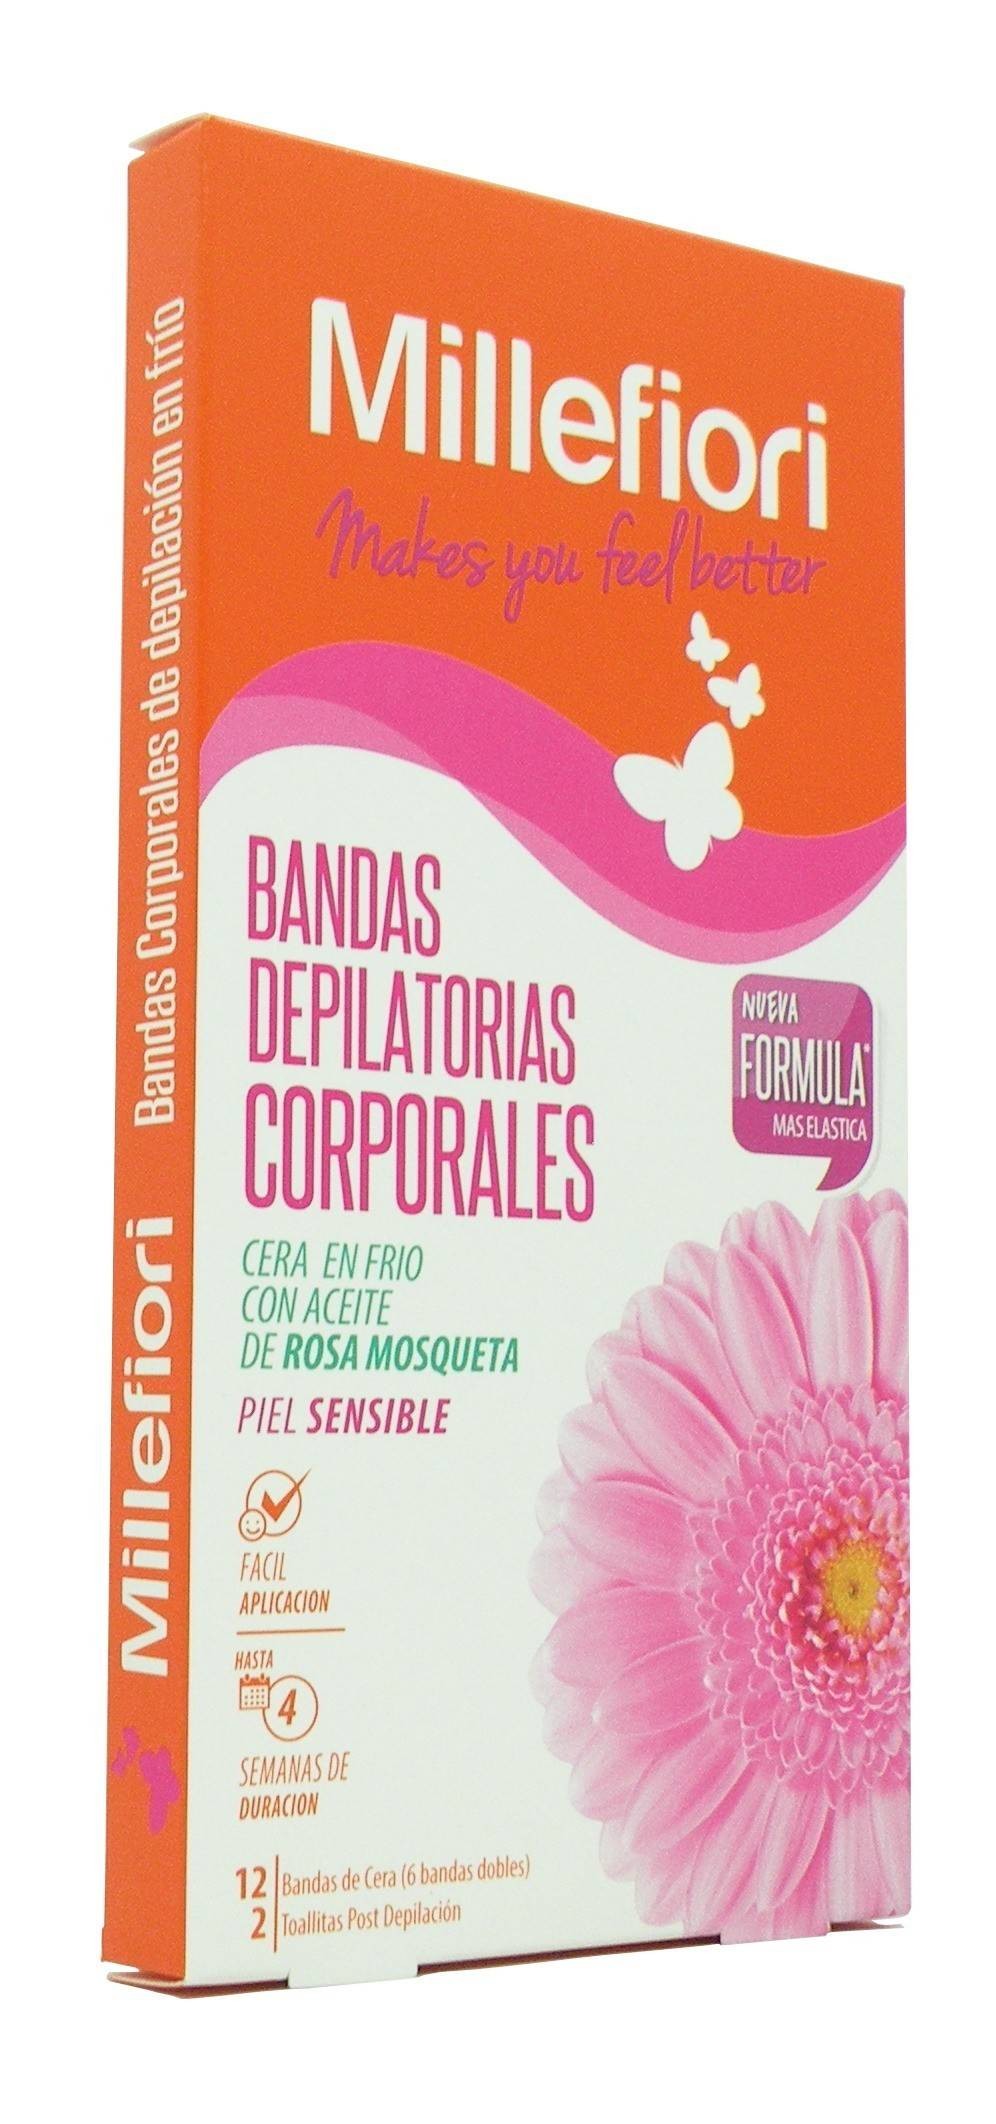 Millefiori
Makes you feel better
BANDAS
DEPILATORIAS
CORPORALES
NUEVA
FORMULA*
MAS ELASTICA
CERA EN FRIO
CON ACEITE
DE ROSA MOSQUETA
PIEL SENSIBLE
FACIL
APLICACION
HASTA
4
SEMANAS DE
DURACION
12 Bandas de Cera (6 bandas dobles)
2 Toallitas Post Depilación
Millefiori Bandas Corporales de depilación en frío